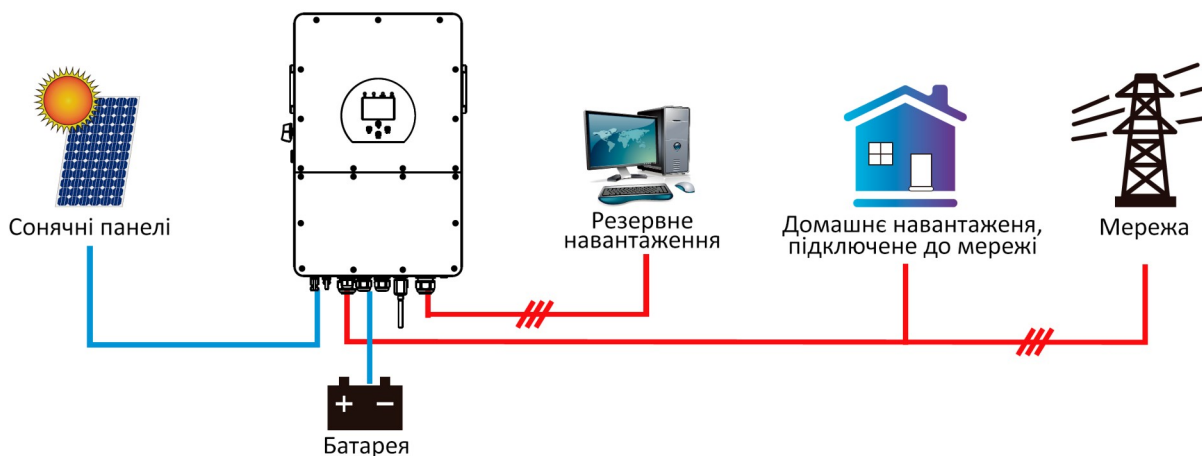 Сонячні панелі
Резервне
навантаження
Домашнє навантаженя,
підключене до мережі
Мережа
Батарея